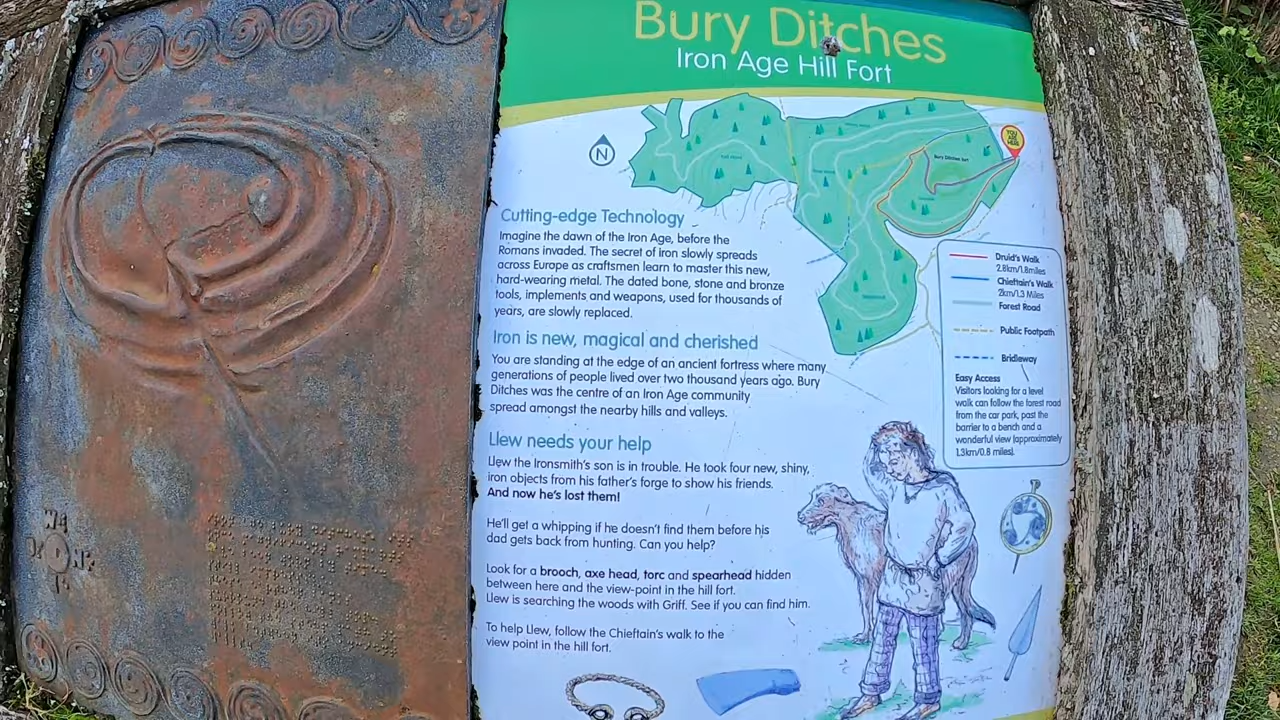 Bury Ditches
Iron Age Hill Fort
N
YOU ARE HERE
Bury Ditches fort
Cutting-edge Technology
Imagine the dawn of the Iron Age, before the
Romans invaded. The secret of iron slowly spreads
across Europe as craftsmen learn to master this new,
hard-wearing metal. The dated bone, stone and bronze
tools, implements and weapons, used for thousands of
years, are slowly replaced.
Iron is new, magical and cherished
You are standing at the edge of an ancient fortress where many
generations of people lived over two thousand years ago. Bury
Ditches was the centre of an Iron Age community
spread amongst the nearby hills and valleys.
Llew needs your help
Llew the Ironsmith's son is in trouble. He took four new, shiny,
iron objects from his father's forge to show his friends.
And now he's lost them!
He'll get a whipping if he doesn't find them before his
dad gets back from hunting. Can you help?
Look for a brooch, axe head, torc and spearhead hidden
between here and the view-point in the hill fort.
Llew is searching the woods with Griff. See if you can find him.
To help Llew, follow the Chieftain's walk to the
view point in the hill fort.
Druid's Walk
2.8km/1.8miles
Chieftain's Walk
2km/1.3 Miles
Forest Road
Public Footpath
Bridleway
Easy Access
Visitors looking for a level
walk can follow the forest road
from the car park, past the
barrier to a bench and a
wonderful view (approximately
1.3km/0.8 miles).